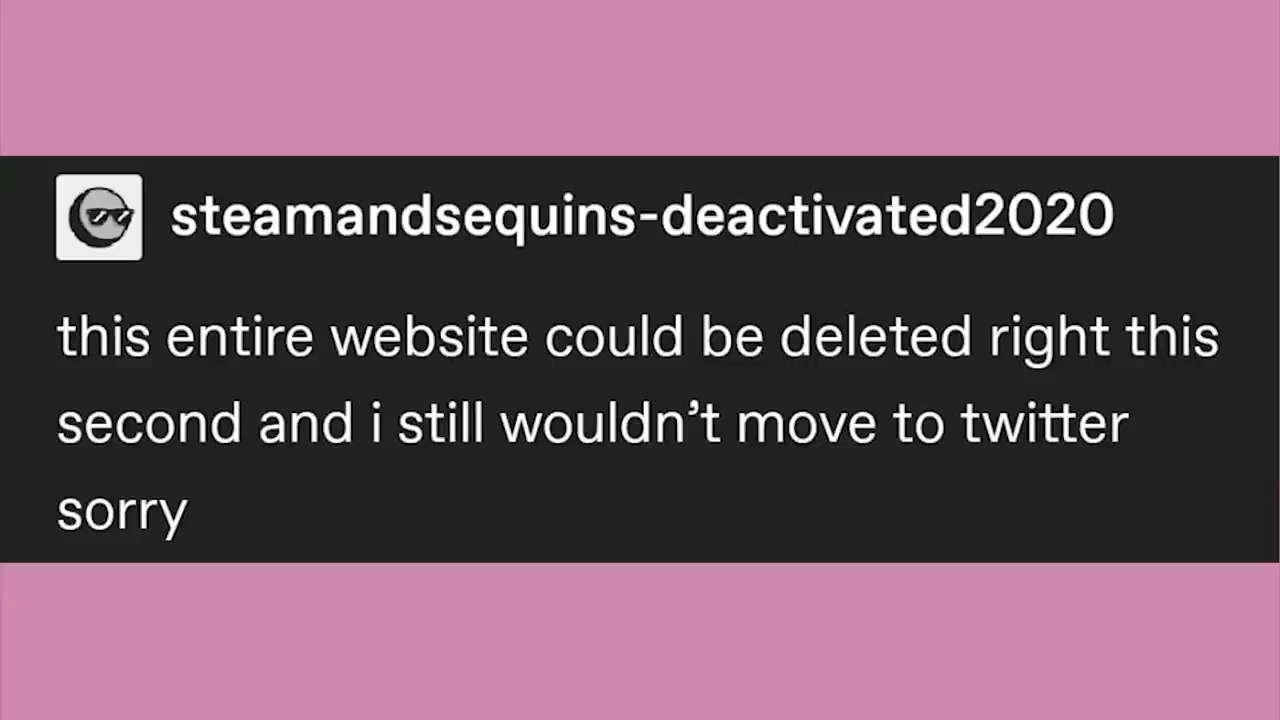 steamandsequins-deactivated2020
this entire website could be deleted right this
second and i still wouldn’t move to twitter
sorry